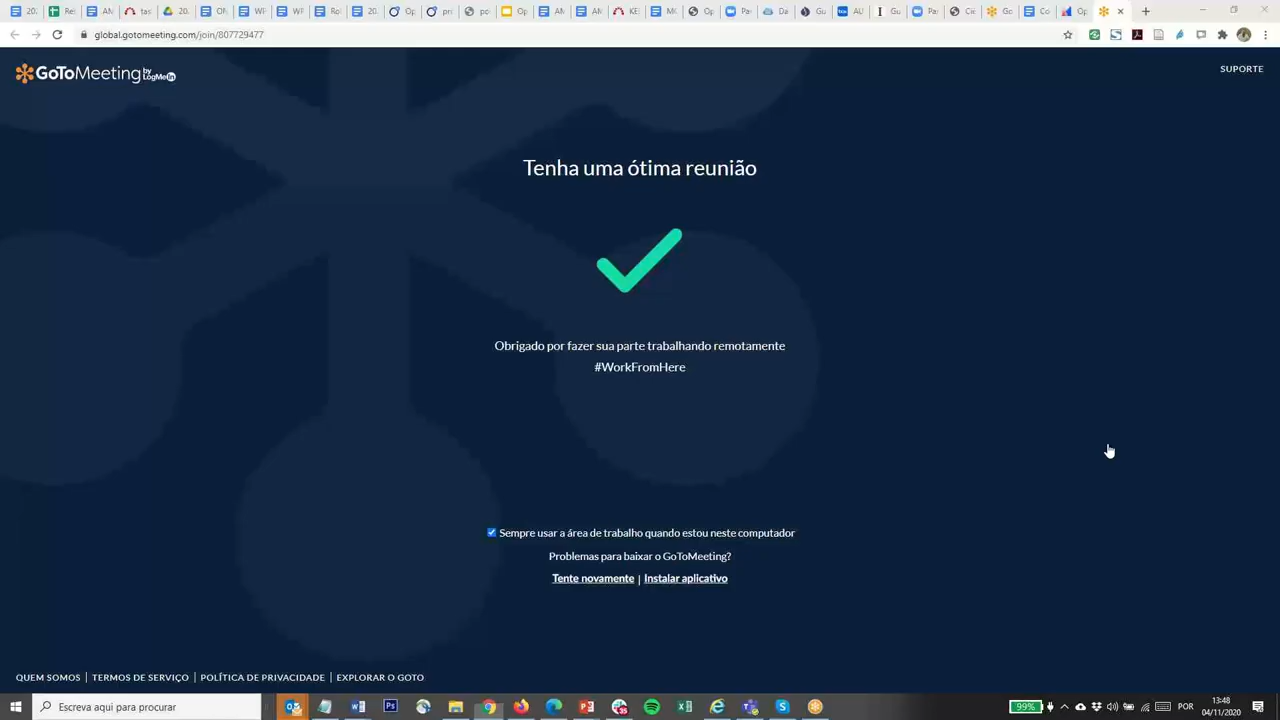 global.gotomeeting.com/join/807729477
GoToMeeting by LogMeIn
SUPORTE
Tenha uma ótima reunião
Obrigado por fazer sua parte trabalhando remotamente
#WorkFromHere
Sempre usar a área de trabalho quando estou neste computador
Problemas para baixar o GoToMeeting?
Tente novamente | Instalar aplicativo
QUEM SOMOS | TERMOS DE SERVIÇO | POLÍTICA DE PRIVACIDADE | EXPLORAR O GOTO
Escreva aqui para procurar
99%
POR
13:48
04/11/2020